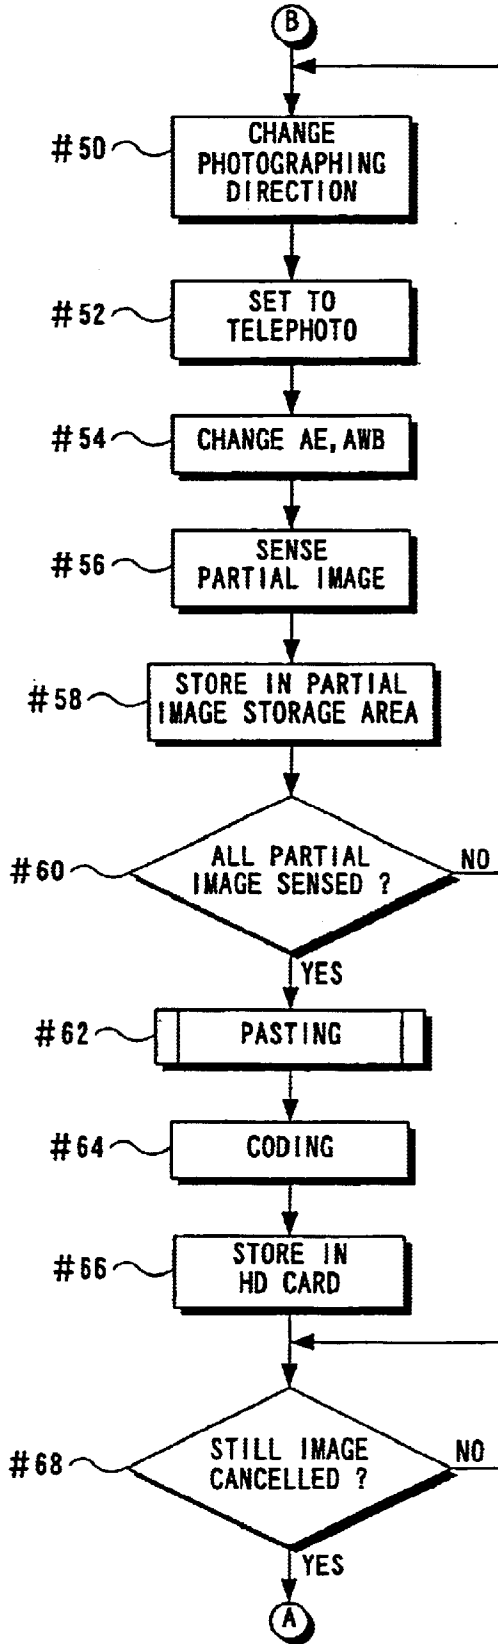 B
#50
CHANGE
PHOTOGRAPHING
DIRECTION
#52
SET TO
TELEPHOTO
#54
CHANGE AE, AWB
#56
SENSE
PARTIAL IMAGE
#58
STORE IN PARTIAL
IMAGE STORAGE AREA
#60
ALL PARTIAL
IMAGE SENSED ?
NO
YES
#62
PASTING
#64
CODING
#66
STORE IN
HD CARD
#68
STILL IMAGE
CANCELLED ?
NO
YES
A